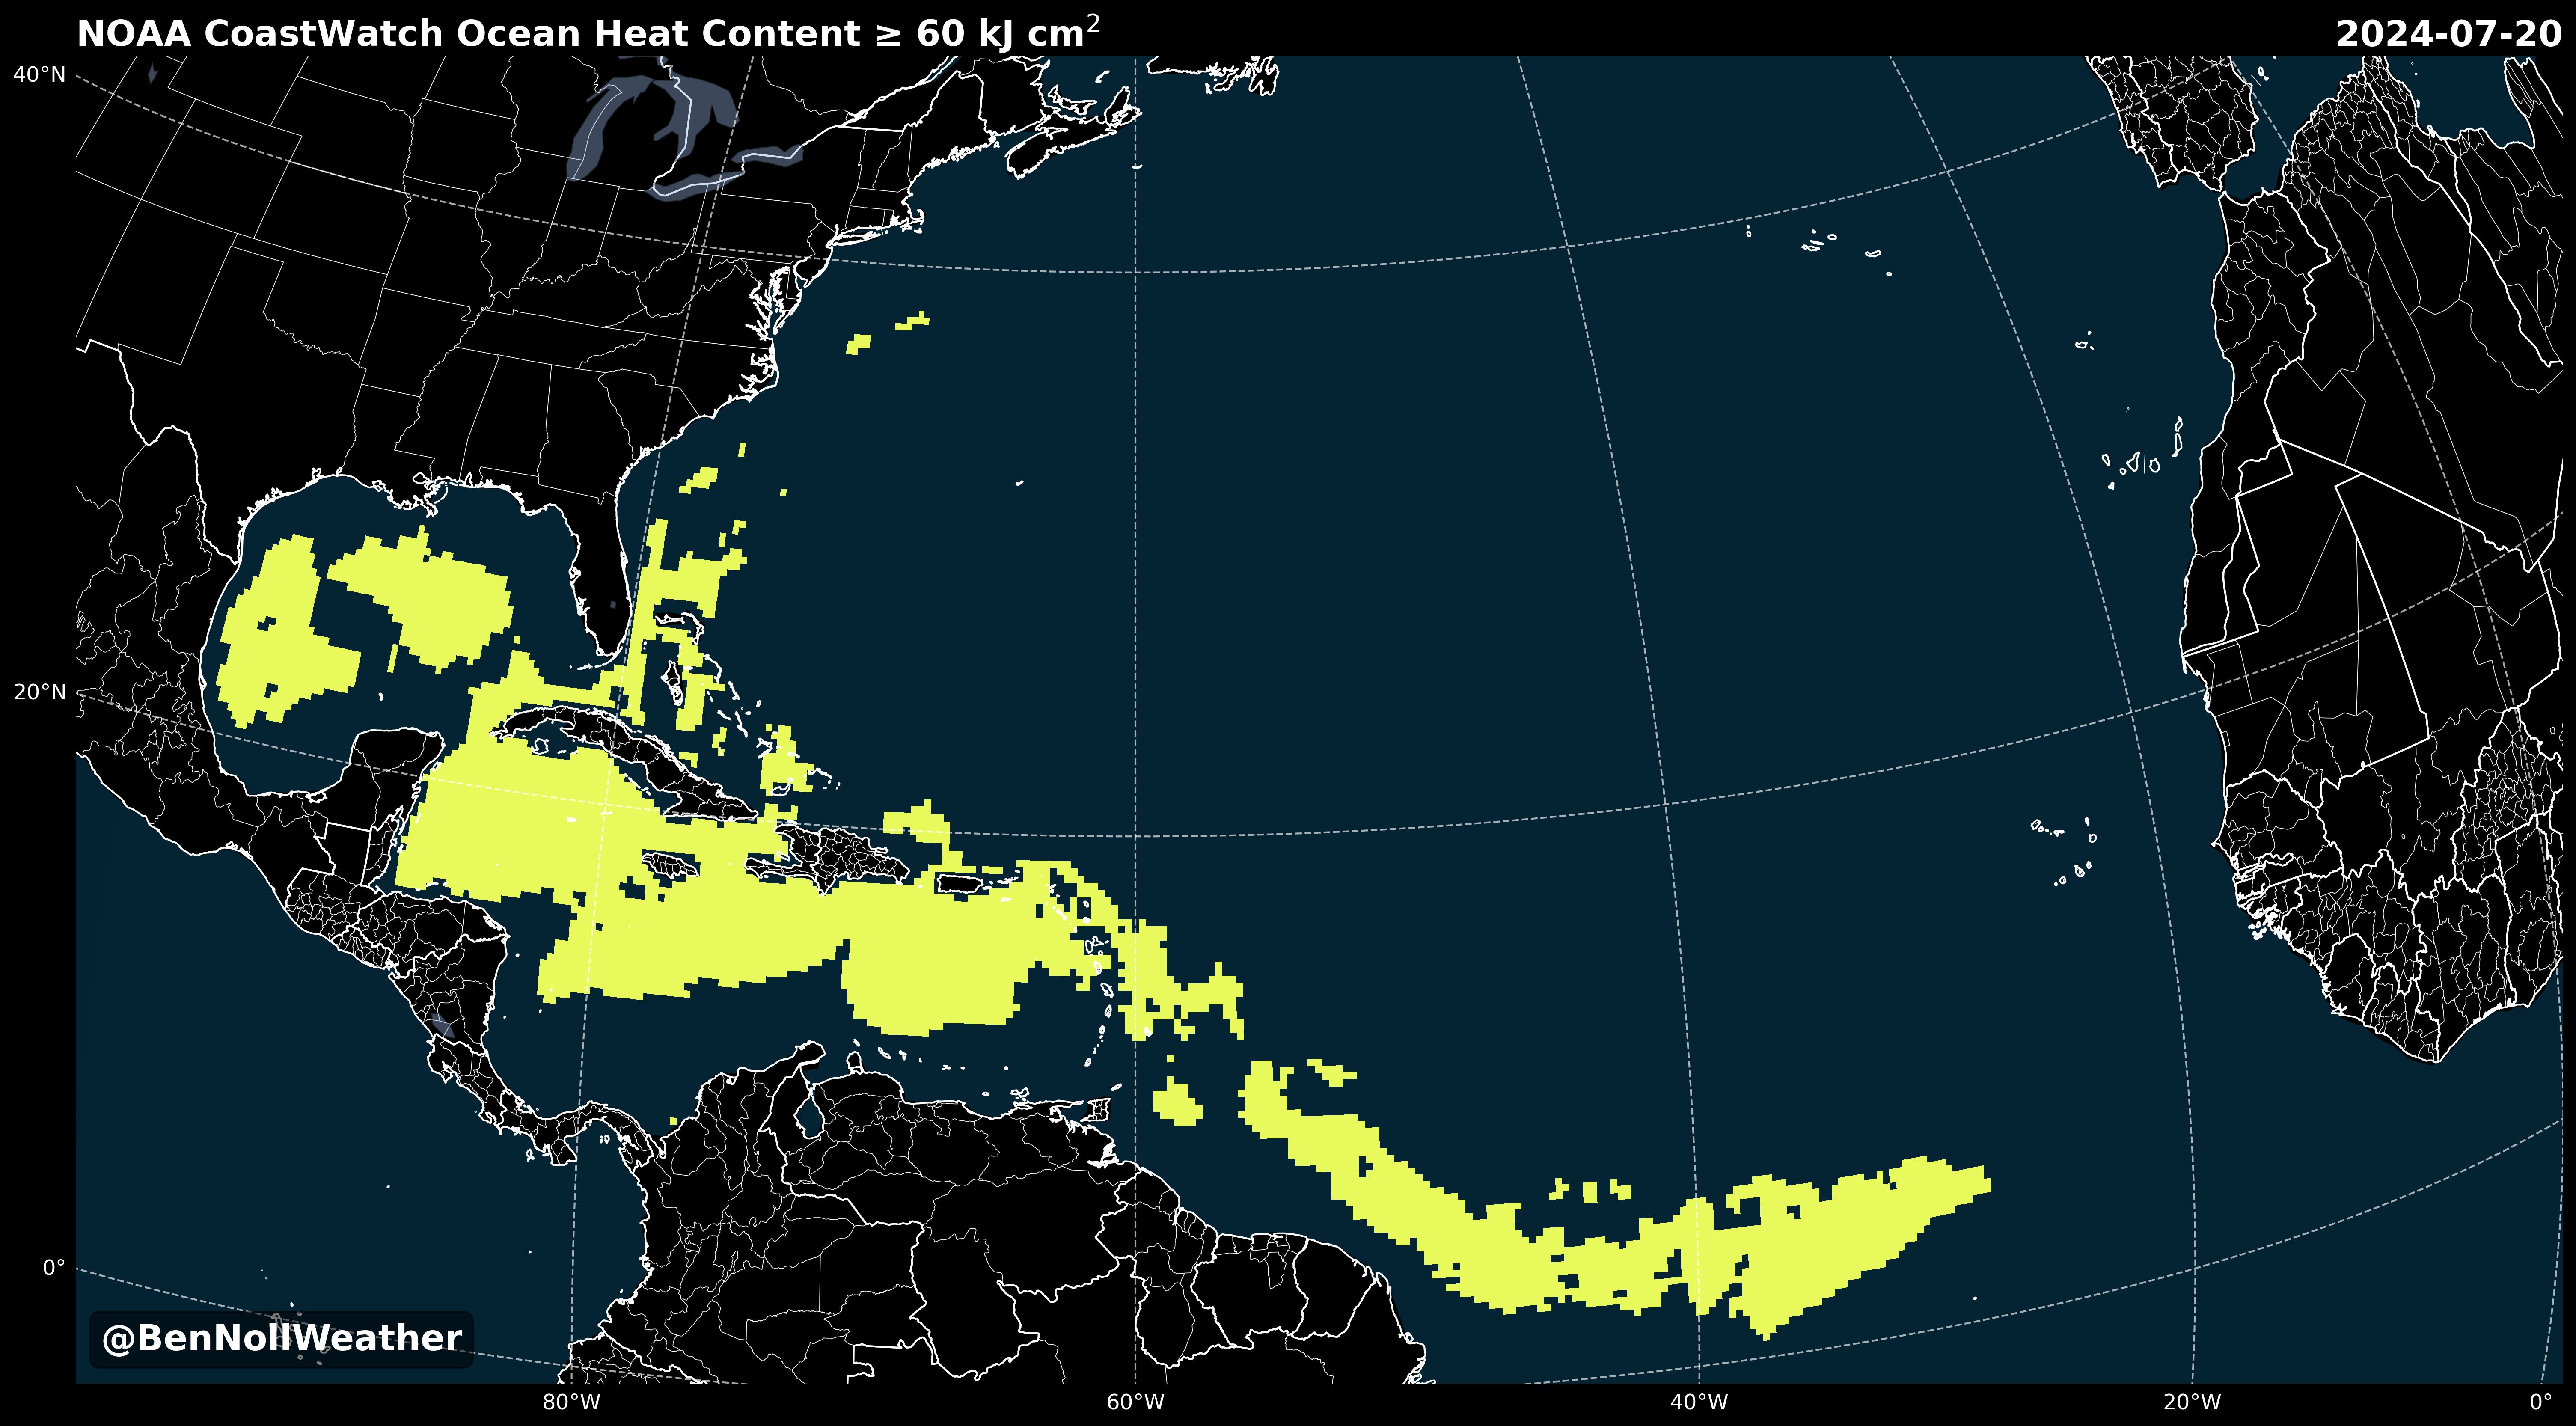 NOAA CoastWatch Ocean Heat Content ≥ 60 kJ cm²
2024-07-20
40°N
20°N
0°
@BenNollWeather
80°W
60°W
40°W
20°W
0°